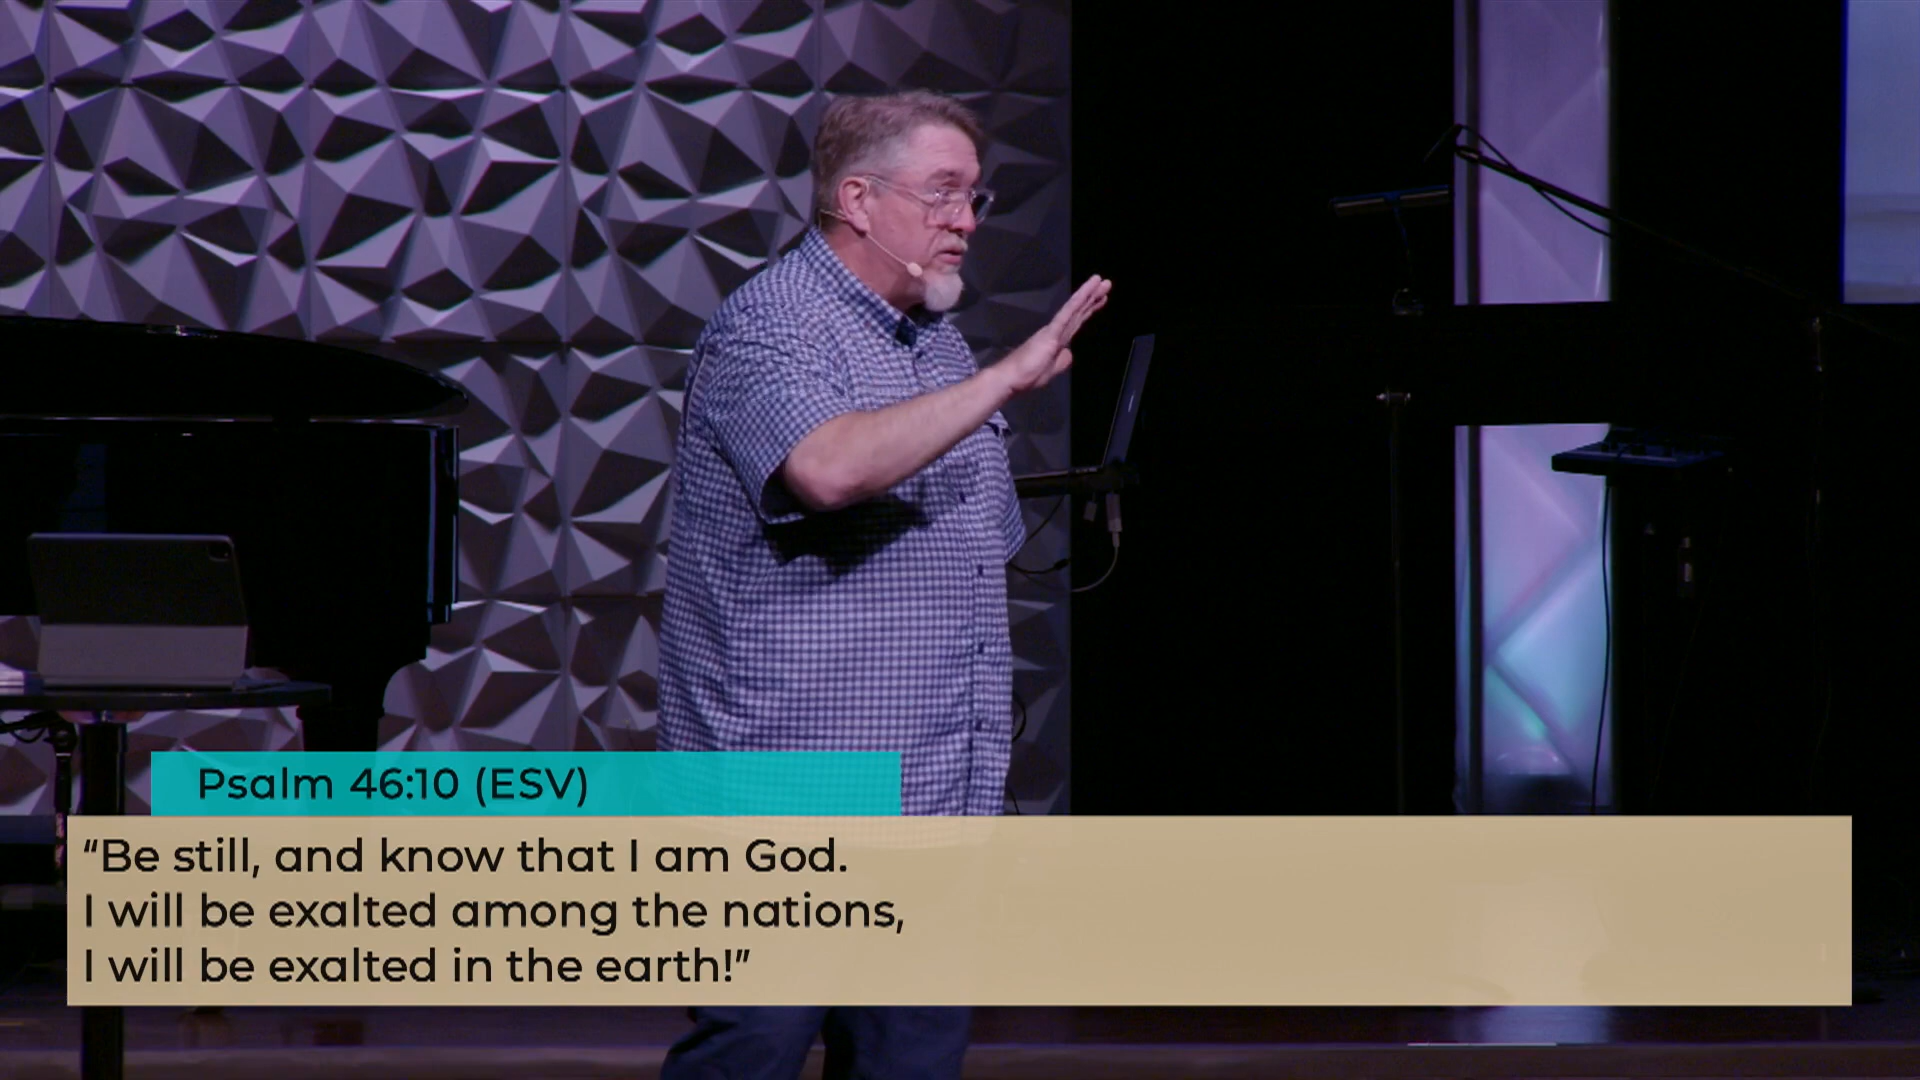 Psalm 46:10 (ESV)
“Be still, and know that I am God.
I will be exalted among the nations,
I will be exalted in the earth!”